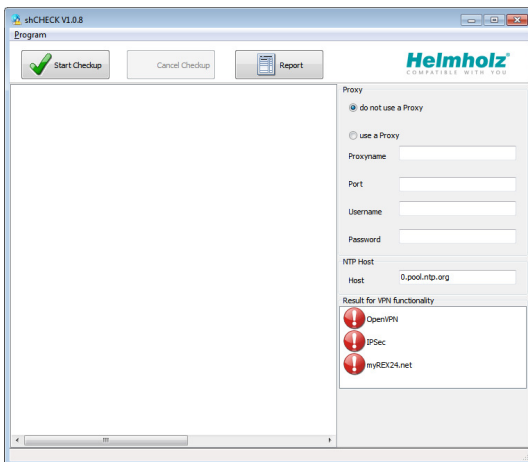 shCHECK V1.0.8
Program
Start Checkup
Cancel Checkup
Report
Helmholz
COMPATIBLE WITH YOU
Proxy
do not use a Proxy
use a Proxy
Proxyname
Port
Username
Password
NTP Host
Host
0.pool.ntp.org
Result for VPN functionality
OpenVPN
IPSec
myREX24.net